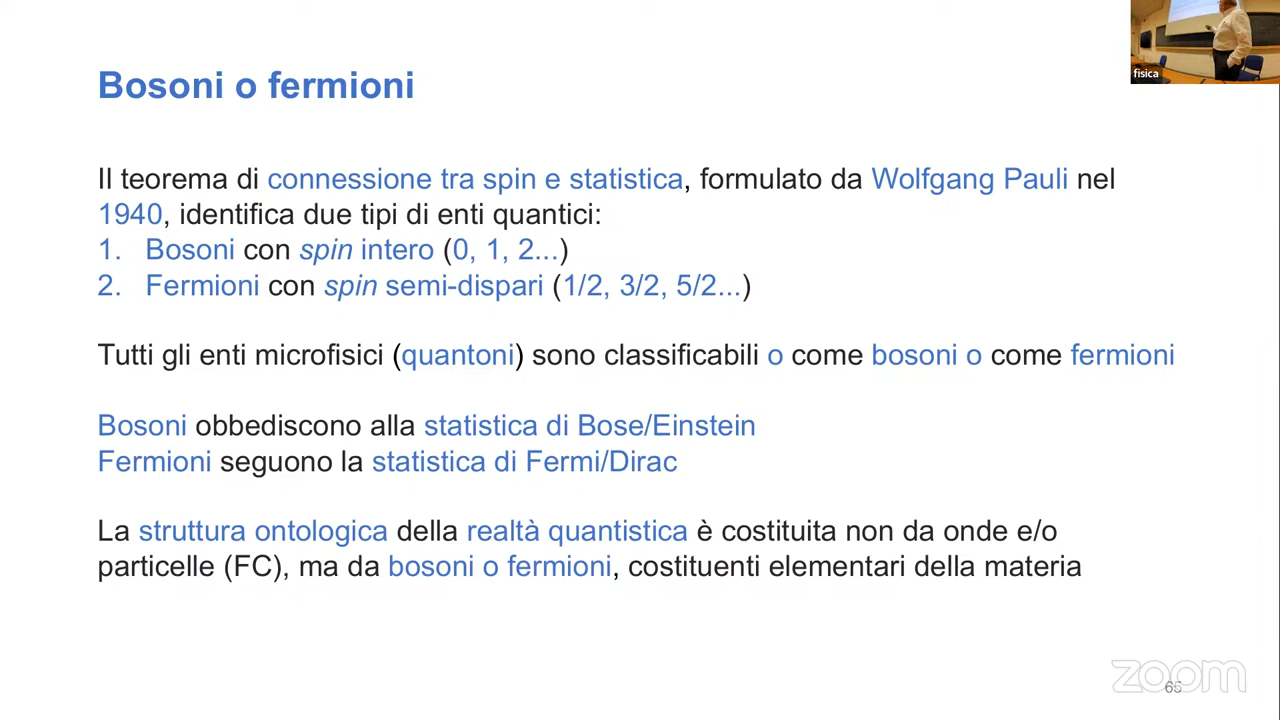 fisica
Bosoni o fermioni
Il teorema di connessione tra spin e statistica, formulato da Wolfgang Pauli nel
1940, identifica due tipi di enti quantici:
1. Bosoni con spin intero (0, 1, 2...)
2. Fermioni con spin semi-dispari (1/2, 3/2, 5/2...)
Tutti gli enti microfisici (quantoni) sono classificabili o come bosoni o come fermioni
Bosoni obbediscono alla statistica di Bose/Einstein
Fermioni seguono la statistica di Fermi/Dirac
La struttura ontologica della realtà quantistica è costituita non da onde e/o
particelle (FC), ma da bosoni o fermioni, costituenti elementari della materia
zoom